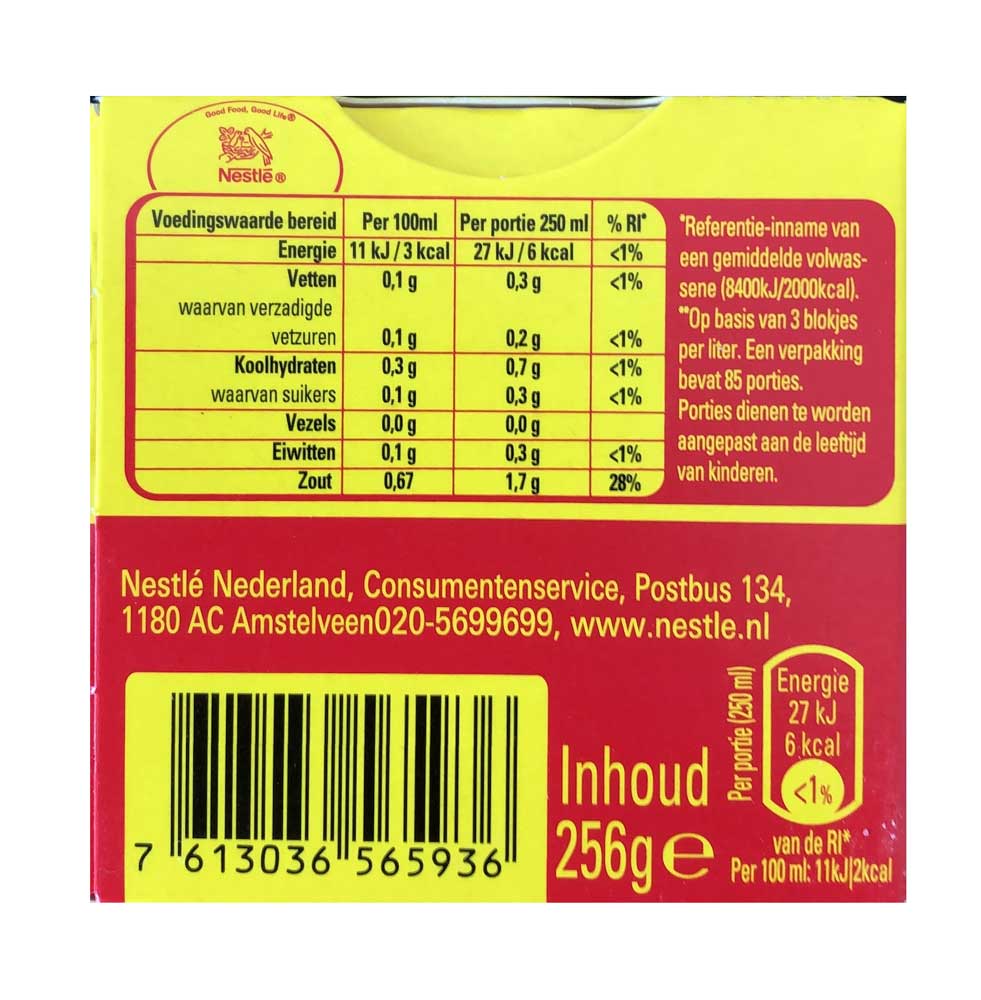 Good Food, Good Life®
Nestlé®
Voedingswaarde bereid Per 100ml Per portie 250 ml % RI*
Energie 11 kJ / 3 kcal 27 kJ / 6 kcal <1%
Vetten 0,1 g 0,3 g <1%
waarvan verzadigde
vetzuren 0,1 g 0,2 g <1%
Koolhydraten 0,3 g 0,7 g <1%
waarvan suikers 0,1 g 0,3 g <1%
Vezels 0,0 g 0,0 g
Eiwitten 0,1 g 0,3 g <1%
Zout 0,67 1,7 g 28%
*Referentie-inname van
een gemiddelde volwas-
sene (8400kJ/2000kcal).
**Op basis van 3 blokjes
per liter. Een verpakking
bevat 85 porties.
Porties dienen te worden
aangepast aan de leeftijd
van kinderen.
Nestlé Nederland, Consumentenservice, Postbus 134,
1180 AC Amstelveen020-5699699, www.nestle.nl
7 613036 565936
Inhoud
256g e
Per portie (250 ml)
Energie
27 kJ
6 kcal
<1%
van de RI*
Per 100 ml: 11kJ|2kcal